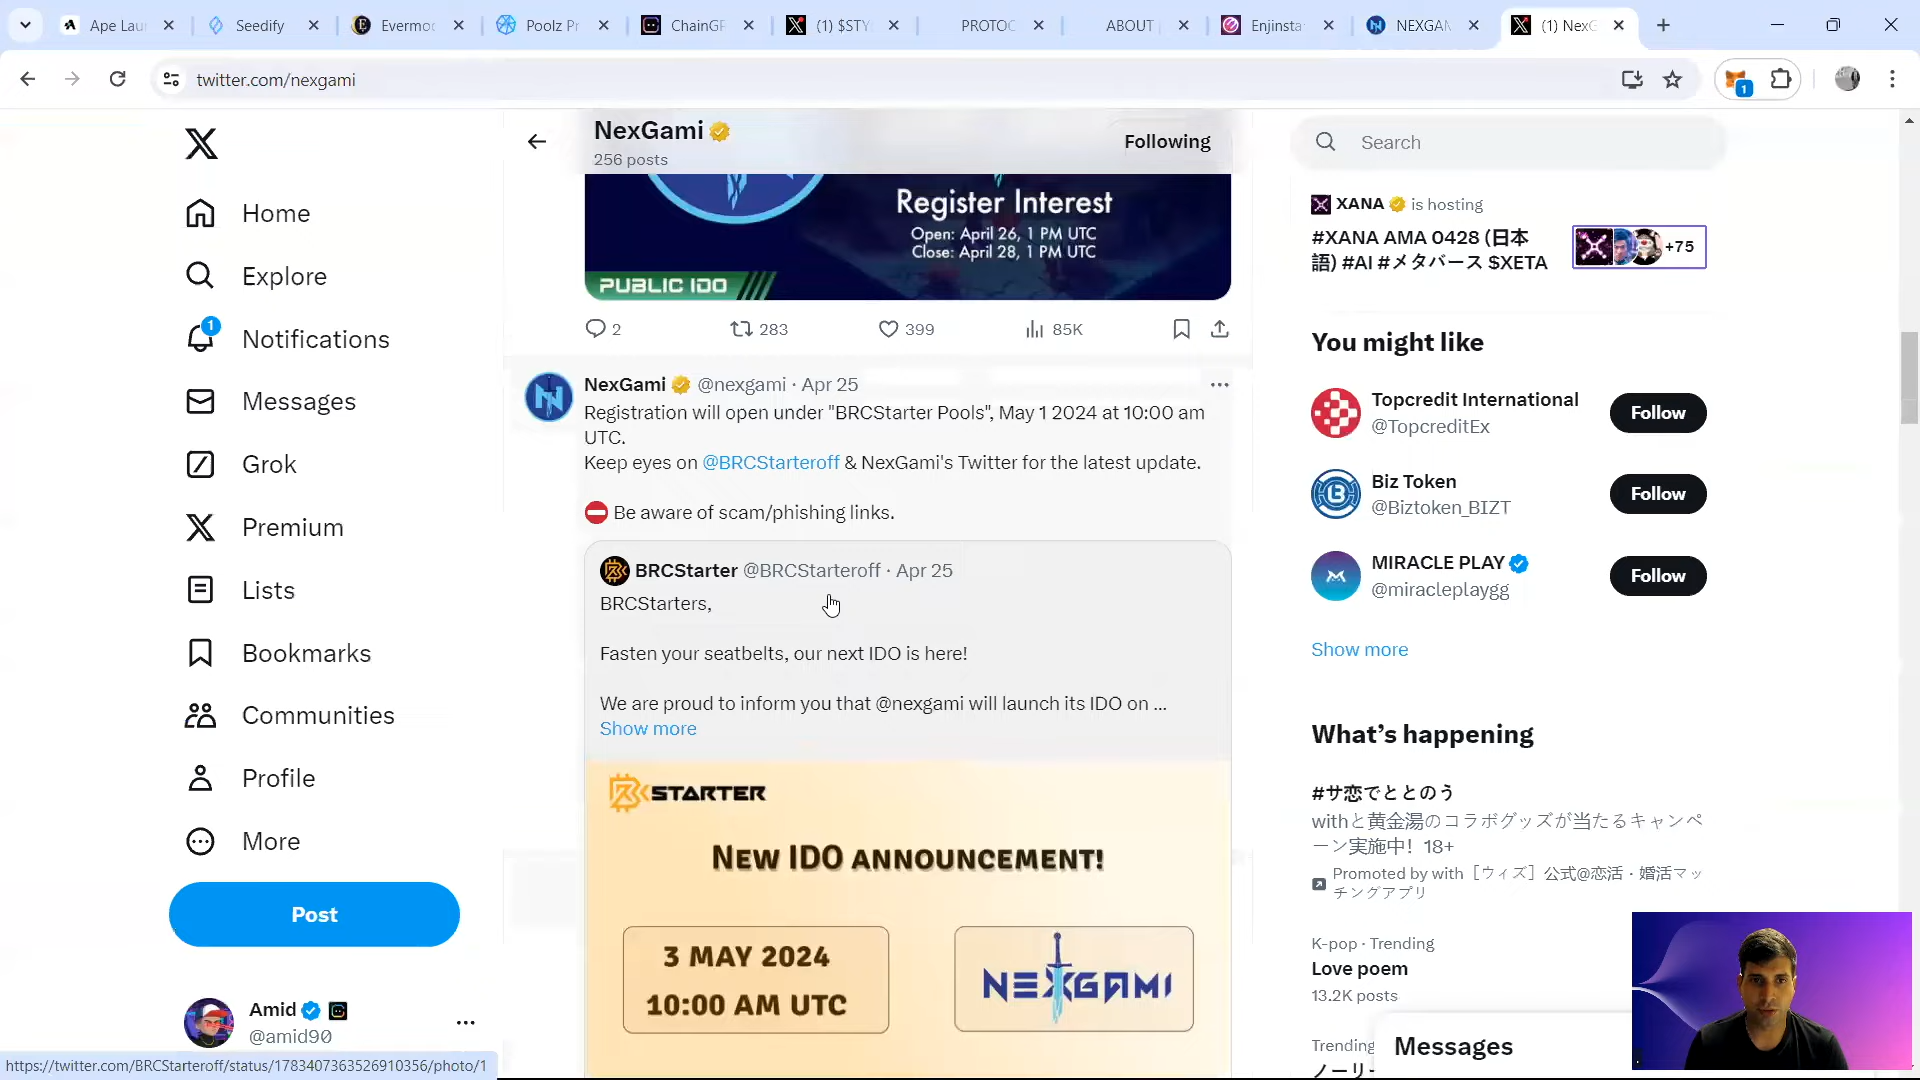 Ape Lau
Seedify
Evermo
Poolz Pr
ChainGP
(1) $STY
PROTOC
ABOUT
Enjinsta
NEXGAM
(1) NexG
twitter.com/nexgami
1
X
Home
Explore
1
Notifications
Messages
Grok
Premium
Lists
Bookmarks
Communities
Profile
More
Post
Amid
@amid90
https://twitter.com/BRCStarteroff/status/1783407363526910356/photo/1
NexGami
256 posts
Following
Register Interest
Open: April 26, 1 PM UTC
Close: April 28, 1 PM UTC
PUBLIC IDO
2
283
399
85K
NexGami @nexgami · Apr 25
Registration will open under "BRCStarter Pools", May 1 2024 at 10:00 am
UTC.
Keep eyes on @BRCStarteroff & NexGami's Twitter for the latest update.
⛔ Be aware of scam/phishing links.
BRCStarter @BRCStarteroff · Apr 25
BRCStarters,
Fasten your seatbelts, our next IDO is here!
We are proud to inform you that @nexgami will launch its IDO on ...
Show more
STARTER
NEW IDO ANNOUNCEMENT!
3 MAY 2024
10:00 AM UTC
NEXGAMI
Search
XANA is hosting
#XANA AMA 0428 (日本
語) #AI #メタバース $XETA
+75
You might like
Topcredit International
@TopcreditEx
Follow
Biz Token
@Biztoken_BIZT
Follow
MIRACLE PLAY
@miracleplaygg
Follow
Show more
What's happening
#サ恋でととのう
withと黄金湯のコラボグッズが当たるキャンペ
ーン実施中！18+
Promoted by with［ウィズ］公式@恋活・婚活マッ
チングアプリ
K-pop · Trending
Love poem
13.2K posts
Trending
ノーリー
Messages